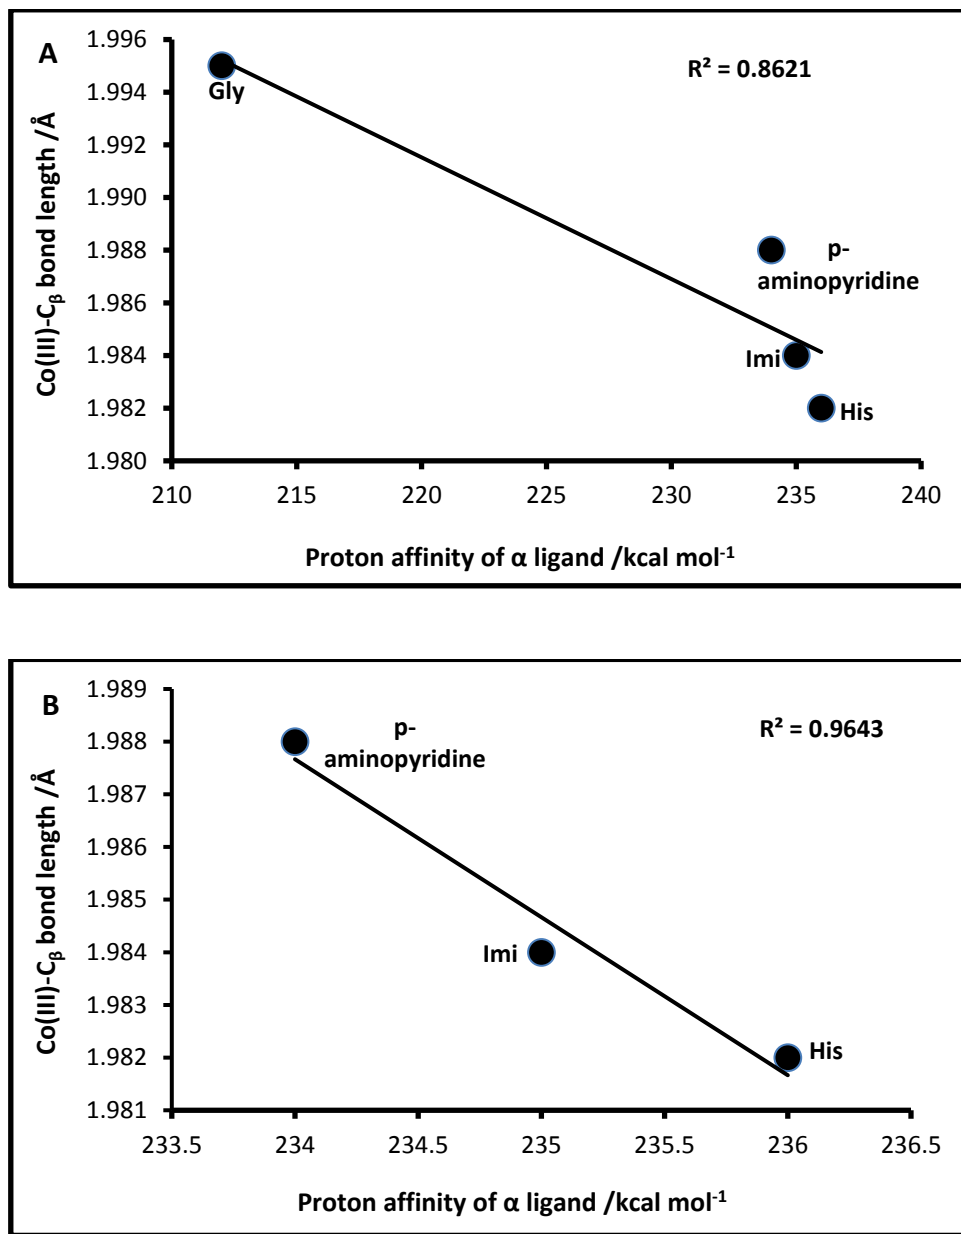 A
R² = 0.8621
Co(III)-Cβ bond length /Å
1.996
1.994
1.992
1.990
1.988
1.986
1.984
1.982
1.980
Gly
p-
aminopyridine
Imi
His
210
215
220
225
230
235
240
Proton affinity of α ligand /kcal mol⁻¹
B
R² = 0.9643
Co(III)-Cβ bond length /Å
1.989
1.988
1.987
1.986
1.985
1.984
1.983
1.982
1.981
p-
aminopyridine
Imi
His
233.5
234
234.5
235
235.5
236
236.5
Proton affinity of α ligand /kcal mol⁻¹